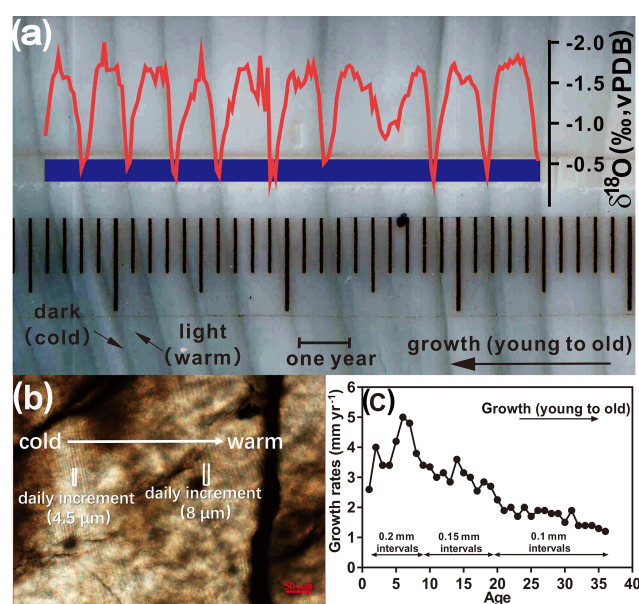 (a)
-2.0
-1.5
-1.0
-0.5
δ18O (‰,vPDB)
dark
(cold)
light
(warm)
one year
growth (young to old)
(b)
cold
warm
daily increment
(4.5 μm)
daily increment
(8 μm)
50 μm
(c)
Growth (young to old)
Growth rates (mm yr-1)
6
5
4
3
2
1
0
0.2 mm
intervals
0.15 mm
intervals
0.1 mm
intervals
0 5 10 15 20 25 30 35 40
Age